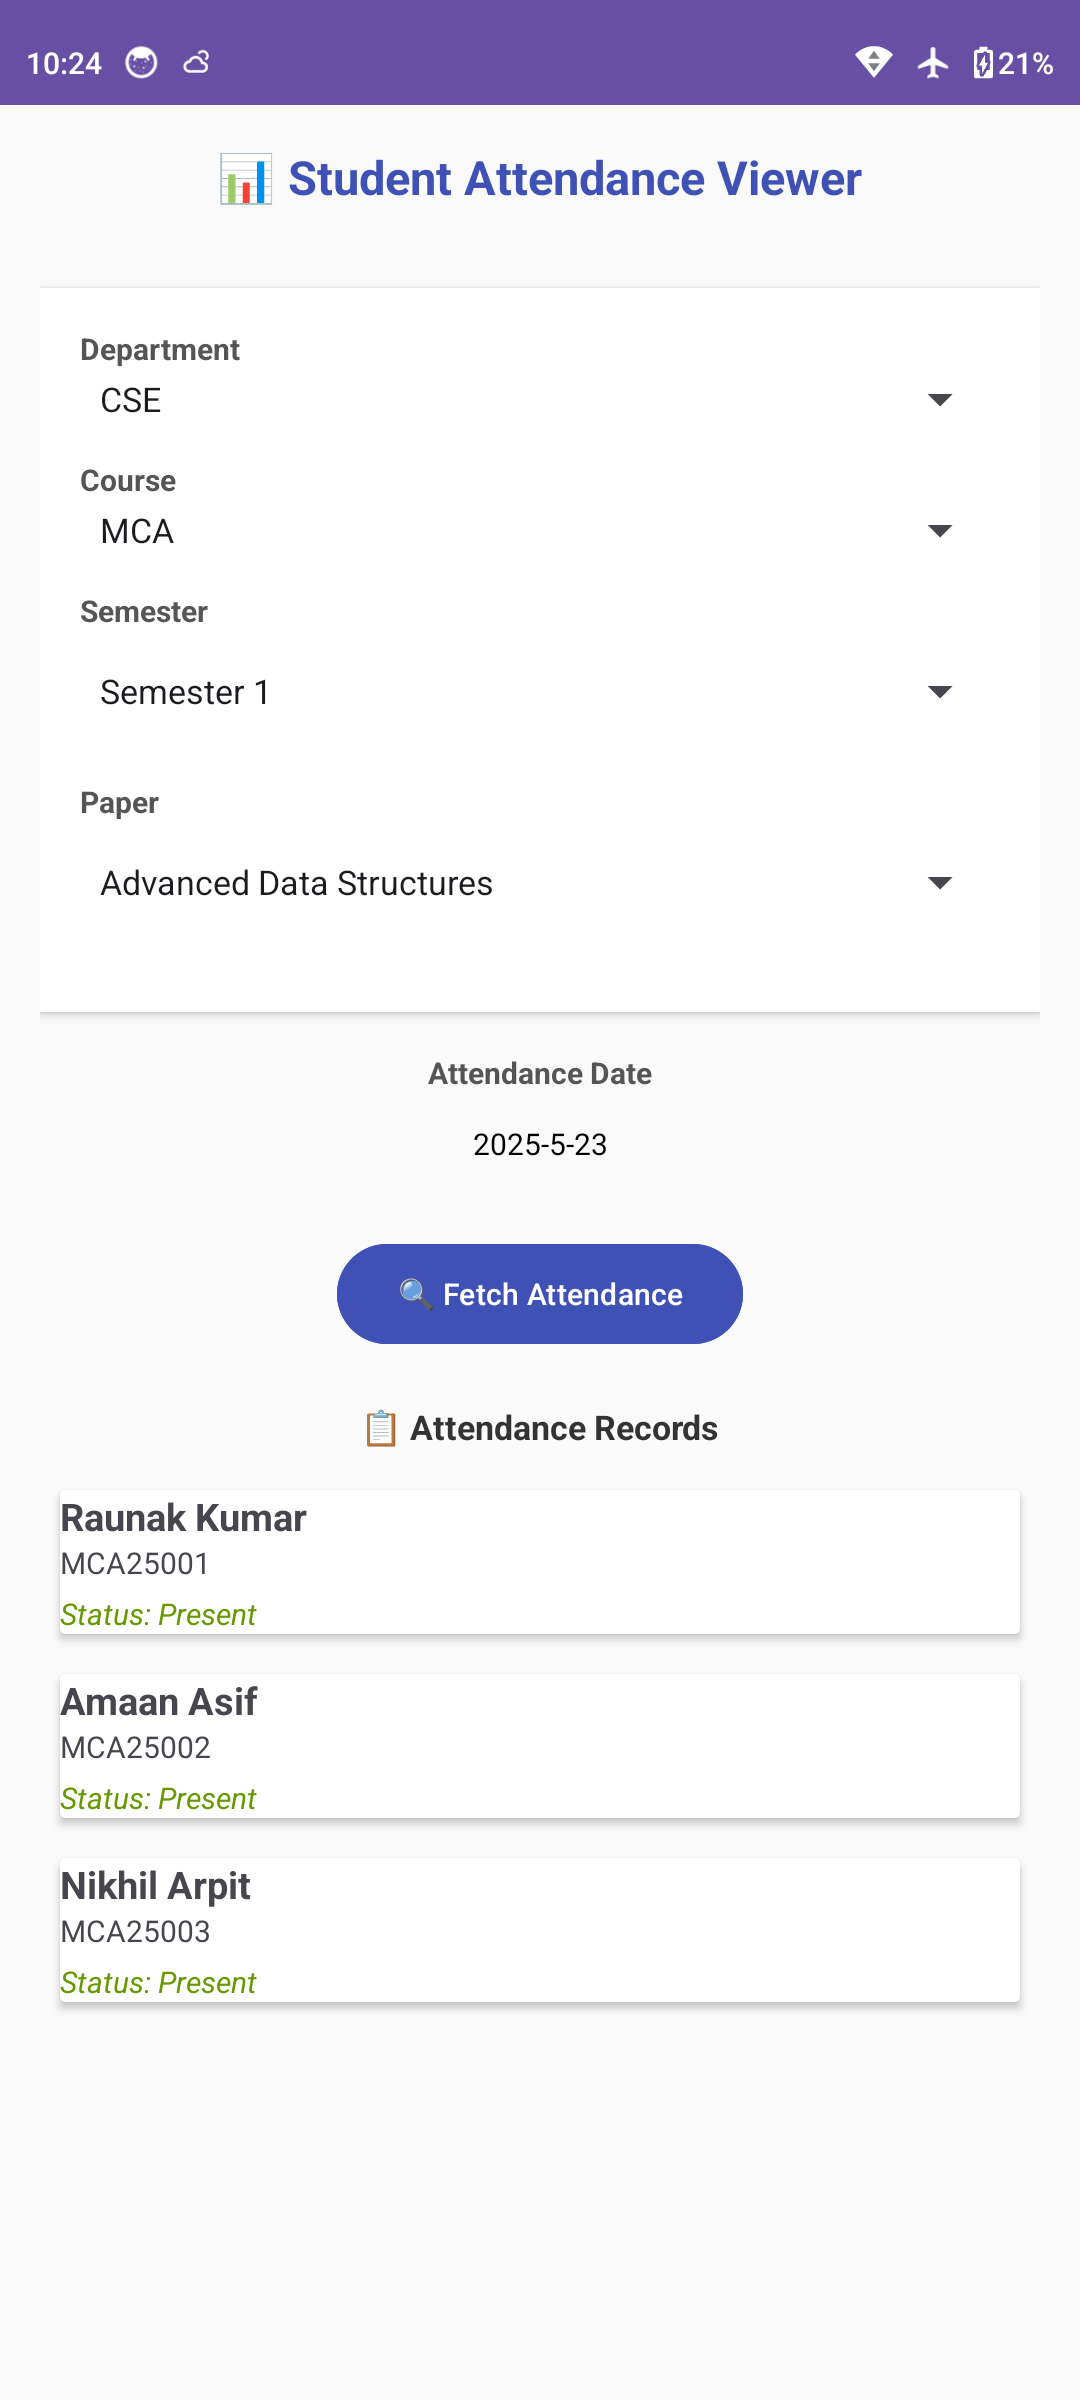 10:24 21%
📊 Student Attendance Viewer
Department
CSE
Course
MCA
Semester
Semester 1
Paper
Advanced Data Structures
Attendance Date
2025-5-23
🔍 Fetch Attendance
📋 Attendance Records
Raunak Kumar
MCA25001
Status: Present
Amaan Asif
MCA25002
Status: Present
Nikhil Arpit
MCA25003
Status: Present